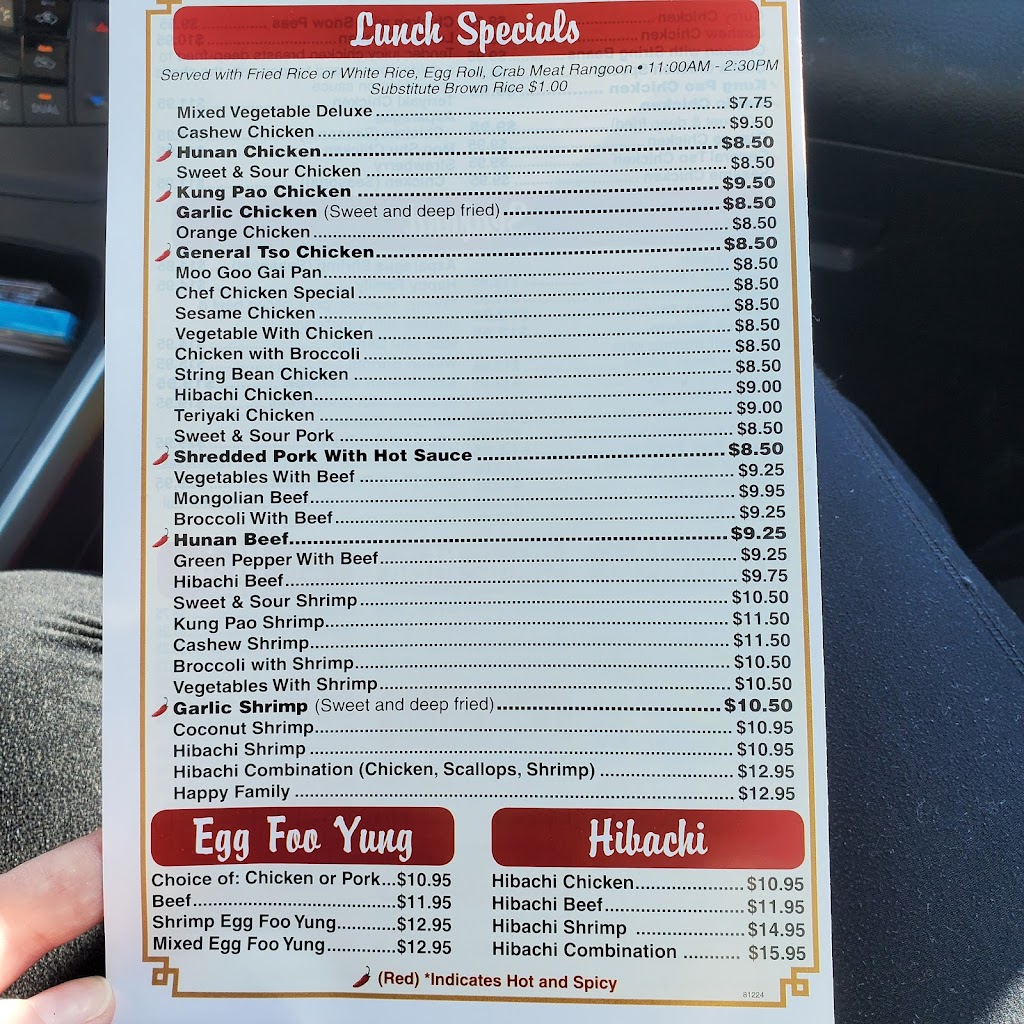 Lunch Specials
Served with Fried Rice or White Rice, Egg Roll, Crab Meat Rangoon • 11:00AM - 2:30PM
Substitute Brown Rice $1.00
Mixed Vegetable Deluxe $7.75
Cashew Chicken $9.50
Hunan Chicken $8.50
Sweet & Sour Chicken $8.50
Kung Pao Chicken $9.50
Garlic Chicken (Sweet and deep fried) $8.50
Orange Chicken $8.50
General Tso Chicken $8.50
Moo Goo Gai Pan $8.50
Chef Chicken Special $8.50
Sesame Chicken $8.50
Vegetable With Chicken $8.50
Chicken with Broccoli $8.50
String Bean Chicken $8.50
Hibachi Chicken $9.00
Teriyaki Chicken $9.00
Sweet & Sour Pork $8.50
Shredded Pork With Hot Sauce $8.50
Vegetables With Beef $9.25
Mongolian Beef $9.95
Broccoli With Beef $9.25
Hunan Beef $9.25
Green Pepper With Beef $9.25
Hibachi Beef $9.75
Sweet & Sour Shrimp $10.50
Kung Pao Shrimp $11.50
Cashew Shrimp $11.50
Broccoli with Shrimp $10.50
Vegetables With Shrimp $10.50
Garlic Shrimp (Sweet and deep fried) $10.50
Coconut Shrimp $10.95
Hibachi Shrimp $10.95
Hibachi Combination (Chicken, Scallops, Shrimp) $12.95
Happy Family $12.95
Egg Foo Yung
Choice of: Chicken or Pork...$10.95
Beef $11.95
Shrimp Egg Foo Yung $12.95
Mixed Egg Foo Yung $12.95
Hibachi
Hibachi Chicken $10.95
Hibachi Beef $11.95
Hibachi Shrimp $14.95
Hibachi Combination $15.95
(Red) *Indicates Hot and Spicy
81224
DUAL